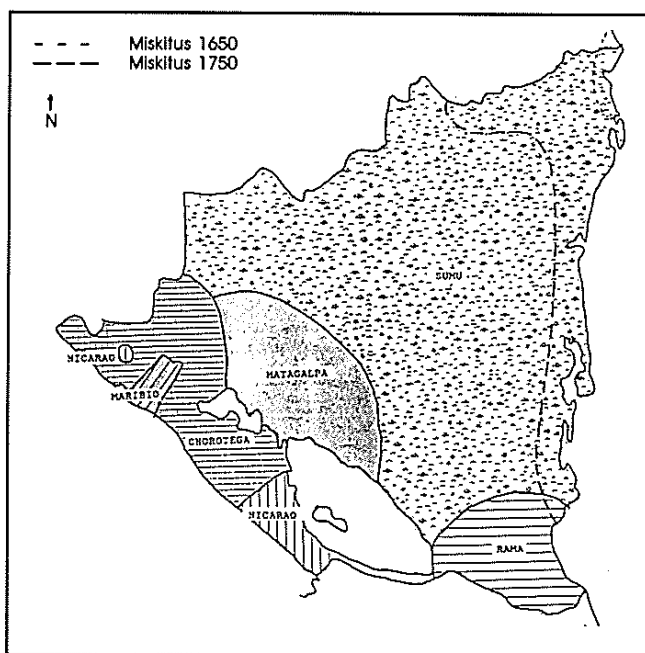 Miskitus 1650
Miskitus 1750
N
SUMU
MATAGALPA
NICARAO
MARIBIO
CHOROTEGA
NICARAO
RAMA